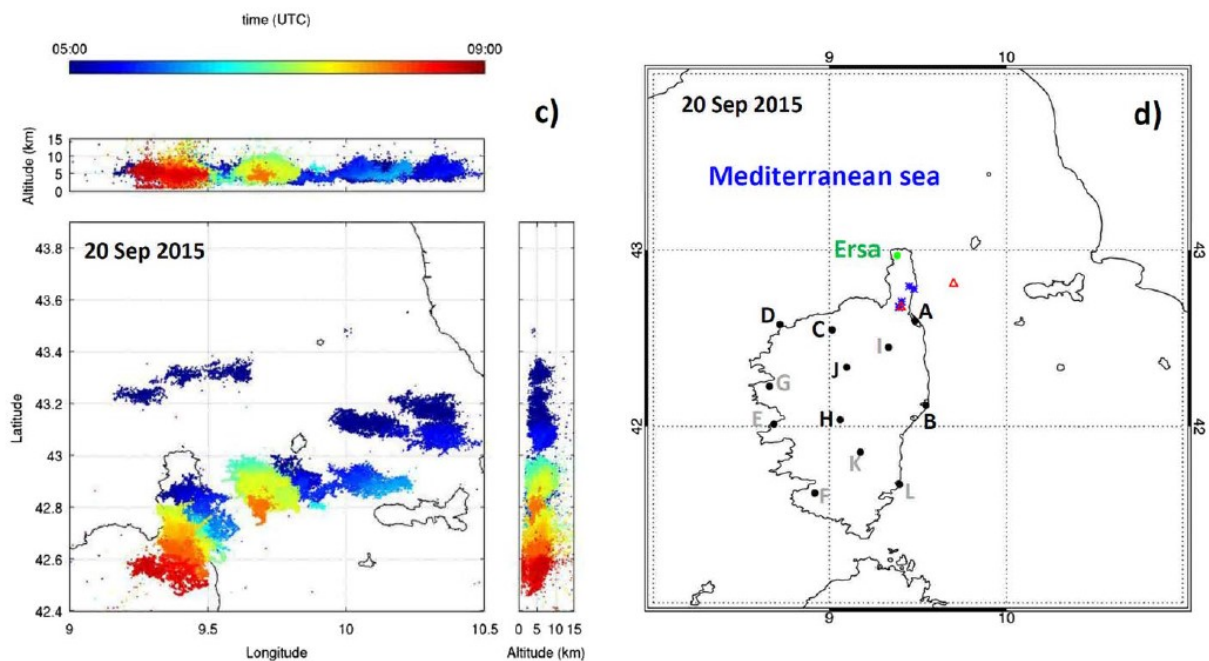 time (UTC)
05:00 09:00
c)
Altitude (km)
15
10
5
0
20 Sep 2015
Latitude
43.8
43.6
43.4
43.2
43
42.8
42.6
42.4
9 9.5 10 10.5
Longitude
0 5 10 15
Altitude (km)
9 10
20 Sep 2015
d)
Mediterranean sea
43 43
Ersa
D
C
A
I
J
G
E
H
B
K
F
L
42 42
9 10